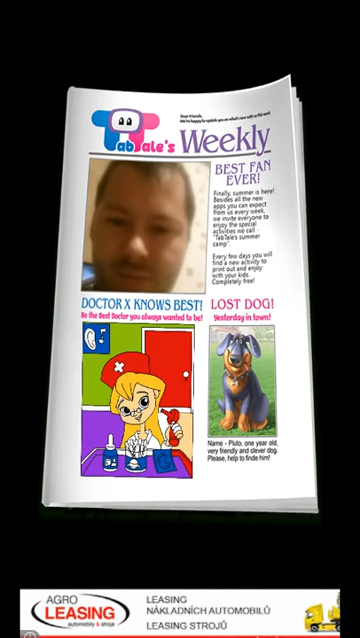 TabTale's Weekly
Dear friends,
We're happy to update you on what's new with us this week
BEST FAN
EVER!
Finally, summer is here!
Besides all the new
apps you can expect
from us every week,
we invite everyone to
enjoy the special
activities we call
"TabTale's summer
camp".
Every few days you will
find a new activity to
print out and enjoy
with your kids.
Completely free!
DOCTOR X KNOWS BEST!
Be the Best Doctor you always wanted to be!
LOST DOG!
Yesterday in town!
Name - Pluto, one year old,
very friendly and clever dog.
Please, help to finde him!
AGRO
LEASING
automobily & stroje
LEASING
NÁKLADNÍCH AUTOMOBILŮ
LEASING STROJŮ